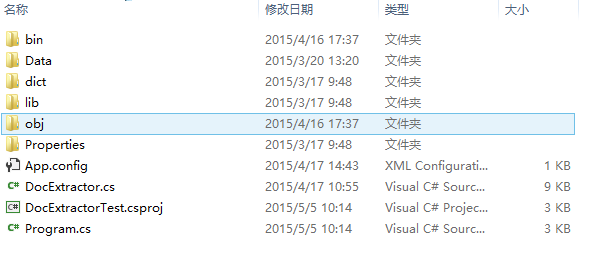 名称 修改日期 类型 大小
bin 2015/4/16 17:37 文件夹
Data 2015/3/20 13:20 文件夹
dict 2015/3/17 9:48 文件夹
lib 2015/3/17 9:48 文件夹
obj 2015/4/16 17:37 文件夹
Properties 2015/3/17 9:48 文件夹
App.config 2015/4/17 14:43 XML Configurati... 1 KB
C# DocExtractor.cs 2015/4/17 10:55 Visual C# Sourc... 9 KB
C# DocExtractorTest.csproj 2015/5/5 10:14 Visual C# Projec... 3 KB
C# Program.cs 2015/5/5 10:14 Visual C# Sourc... 3 KB